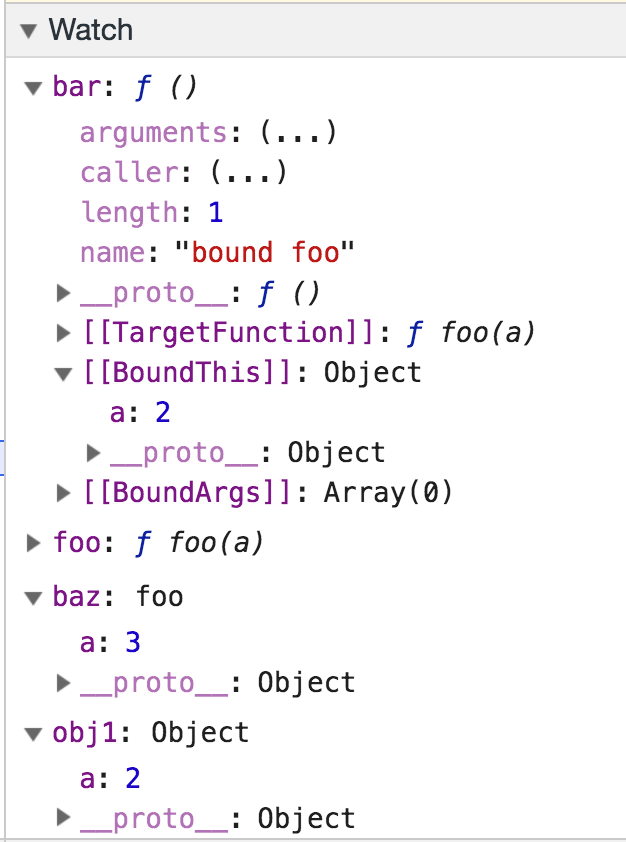 Watch
bar: ƒ ()
arguments: (...)
caller: (...)
length: 1
name: "bound foo"
__proto__: ƒ ()
[[TargetFunction]]: ƒ foo(a)
[[BoundThis]]: Object
a: 2
__proto__: Object
[[BoundArgs]]: Array(0)
foo: ƒ foo(a)
baz: foo
a: 3
__proto__: Object
obj1: Object
a: 2
__proto__: Object